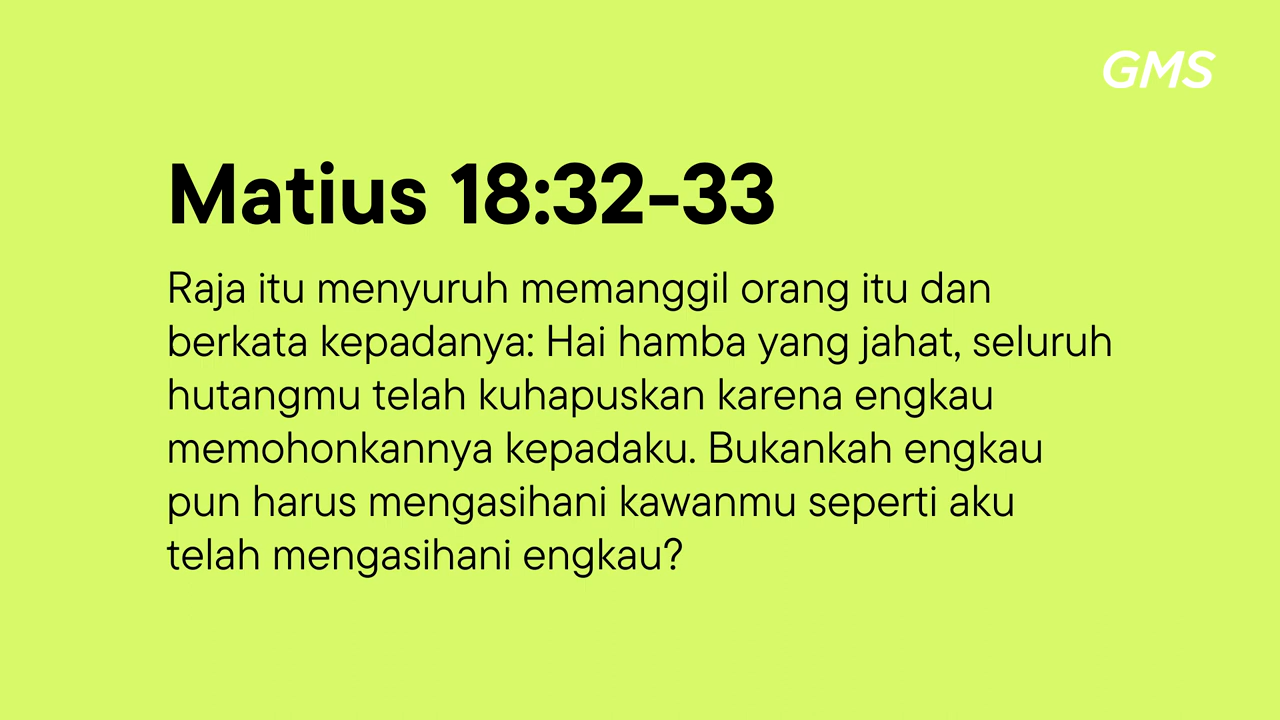 GMS
Matius 18:32-33
Raja itu menyuruh memanggil orang itu dan
berkata kepadanya: Hai hamba yang jahat, seluruh
hutangmu telah kuhapuskan karena engkau
memohonkannya kepadaku. Bukankah engkau
pun harus mengasihani kawanmu seperti aku
telah mengasihani engkau?